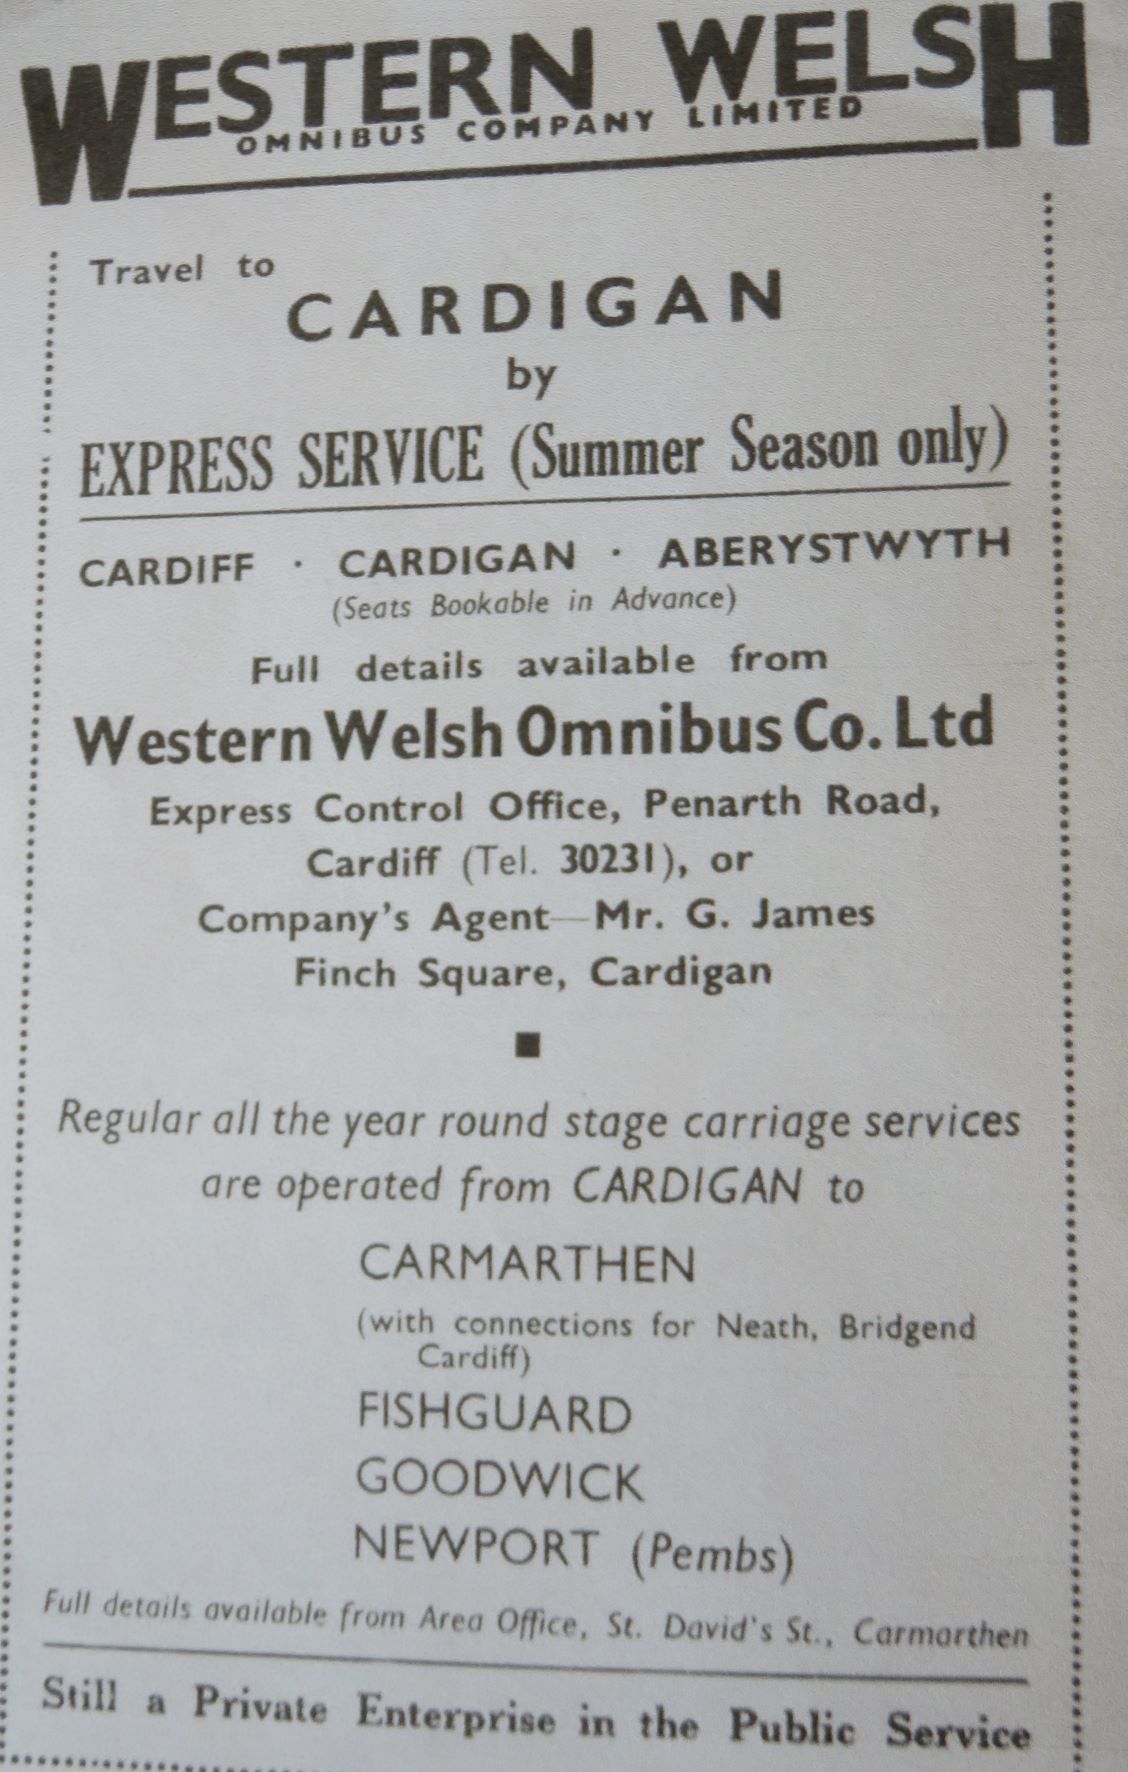 WESTERN WELSH
OMNIBUS COMPANY LIMITED
Travel to
CARDIGAN
by
EXPRESS SERVICE (Summer Season only)
CARDIFF · CARDIGAN · ABERYSTWYTH
(Seats Bookable in Advance)
Full details available from
Western Welsh Omnibus Co. Ltd
Express Control Office, Penarth Road,
Cardiff (Tel. 30231), or
Company's Agent—Mr. G. James
Finch Square, Cardigan
Regular all the year round stage carriage services
are operated from CARDIGAN to
CARMARTHEN
(with connections for Neath, Bridgend
Cardiff)
FISHGUARD
GOODWICK
NEWPORT (Pembs)
Full details available from Area Office, St. David's St., Carmarthen
Still a Private Enterprise in the Public Service